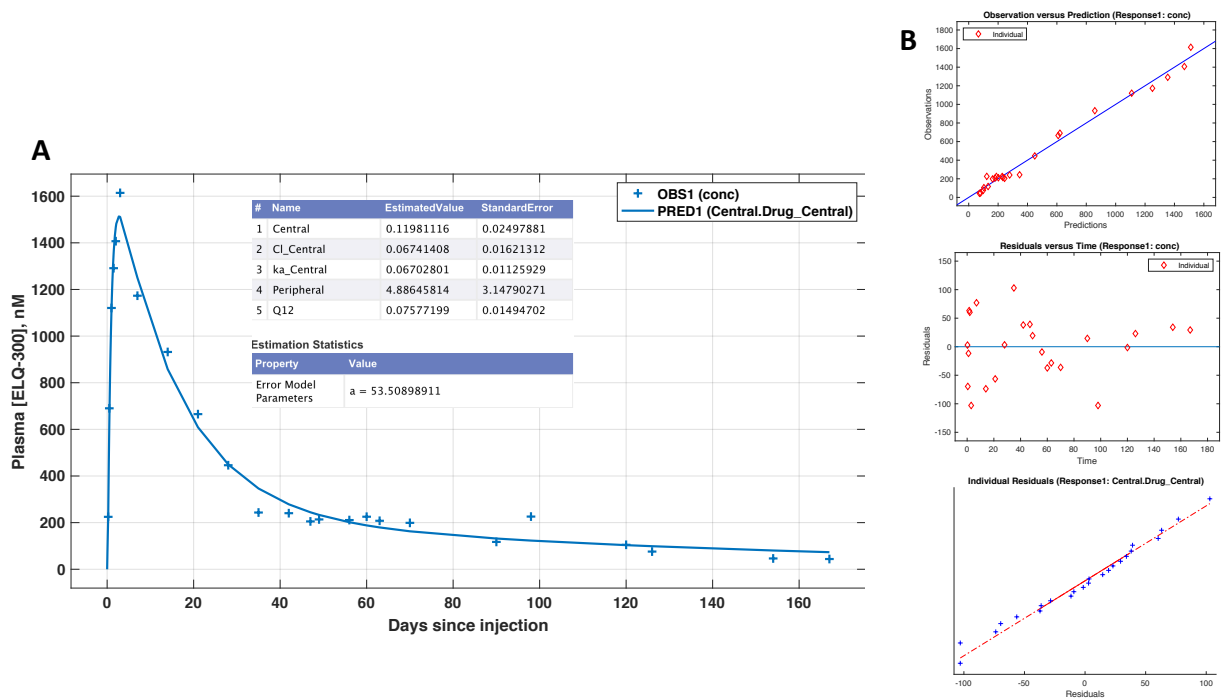 A
Plasma [ELQ-300], nM
1600
1400
1200
1000
800
600
400
200
0
0 20 40 60 80 100 120 140 160
Days since injection
OBS1 (conc)
PRED1 (Central.Drug_Central)
# Name EstimatedValue StandardError
1 Central 0.11981116 0.02497881
2 Cl_Central 0.06741408 0.01621312
3 ka_Central 0.06702801 0.01125929
4 Peripheral 4.88645814 3.14790271
5 Q12 0.07577199 0.01494702
Estimation Statistics
Property Value
Error Model Parameters a = 53.50898911
B
Observation versus Prediction (Response1: conc)
Individual
Observations
1800
1600
1400
1200
1000
800
600
400
200
0
0 200 400 600 800 1000 1200 1400 1600
Predictions
Residuals versus Time (Response1: conc)
Individual
Residuals
150
100
50
0
-50
-100
-150
0 20 40 60 80 100 120 140 160 180
Time
Individual Residuals (Response1: Central.Drug_Central)
-100 -50 0 50 100
Residuals